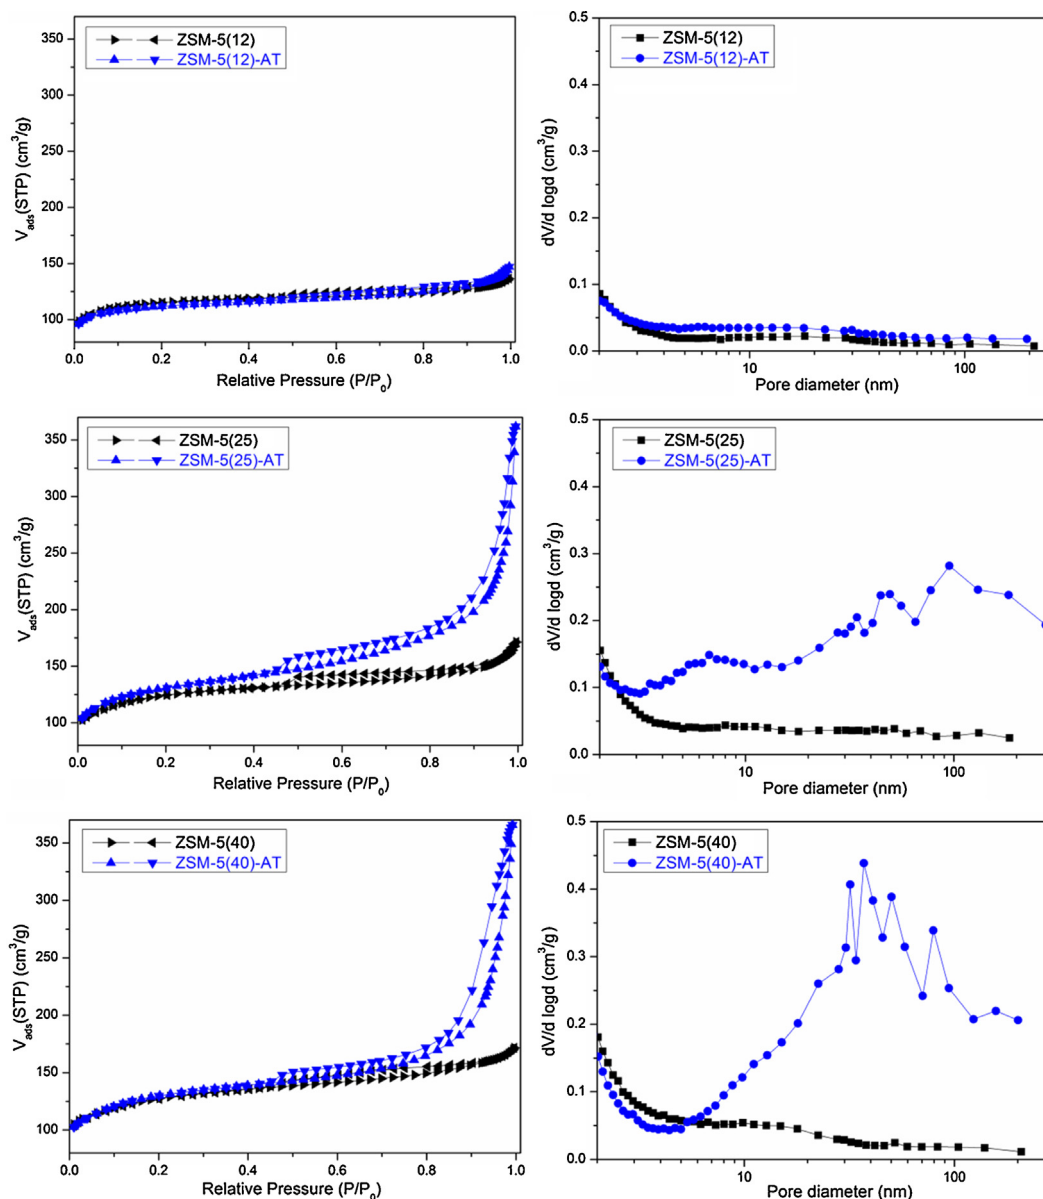 ZSM-5(12)
ZSM-5(12)-AT
350
300
250
200
150
100
V_ads(STP) (cm³/g)
0.0 0.2 0.4 0.6 0.8 1.0
Relative Pressure (P/P₀)
ZSM-5(12)
ZSM-5(12)-AT
0.5
0.4
0.3
0.2
0.1
0.0
dV/d logd (cm³/g)
10 100
Pore diameter (nm)
ZSM-5(25)
ZSM-5(25)-AT
350
300
250
200
150
100
V_ads(STP) (cm³/g)
0.0 0.2 0.4 0.6 0.8 1.0
Relative Pressure (P/P₀)
ZSM-5(25)
ZSM-5(25)-AT
0.5
0.4
0.3
0.2
0.1
0.0
dV/d logd (cm³/g)
10 100
Pore diameter (nm)
ZSM-5(40)
ZSM-5(40)-AT
350
300
250
200
150
100
V_ads(STP) (cm³/g)
0.0 0.2 0.4 0.6 0.8 1.0
Relative Pressure (P/P₀)
ZSM-5(40)
ZSM-5(40)-AT
0.5
0.4
0.3
0.2
0.1
0.0
dV/d logd (cm³/g)
10 100
Pore diameter (nm)